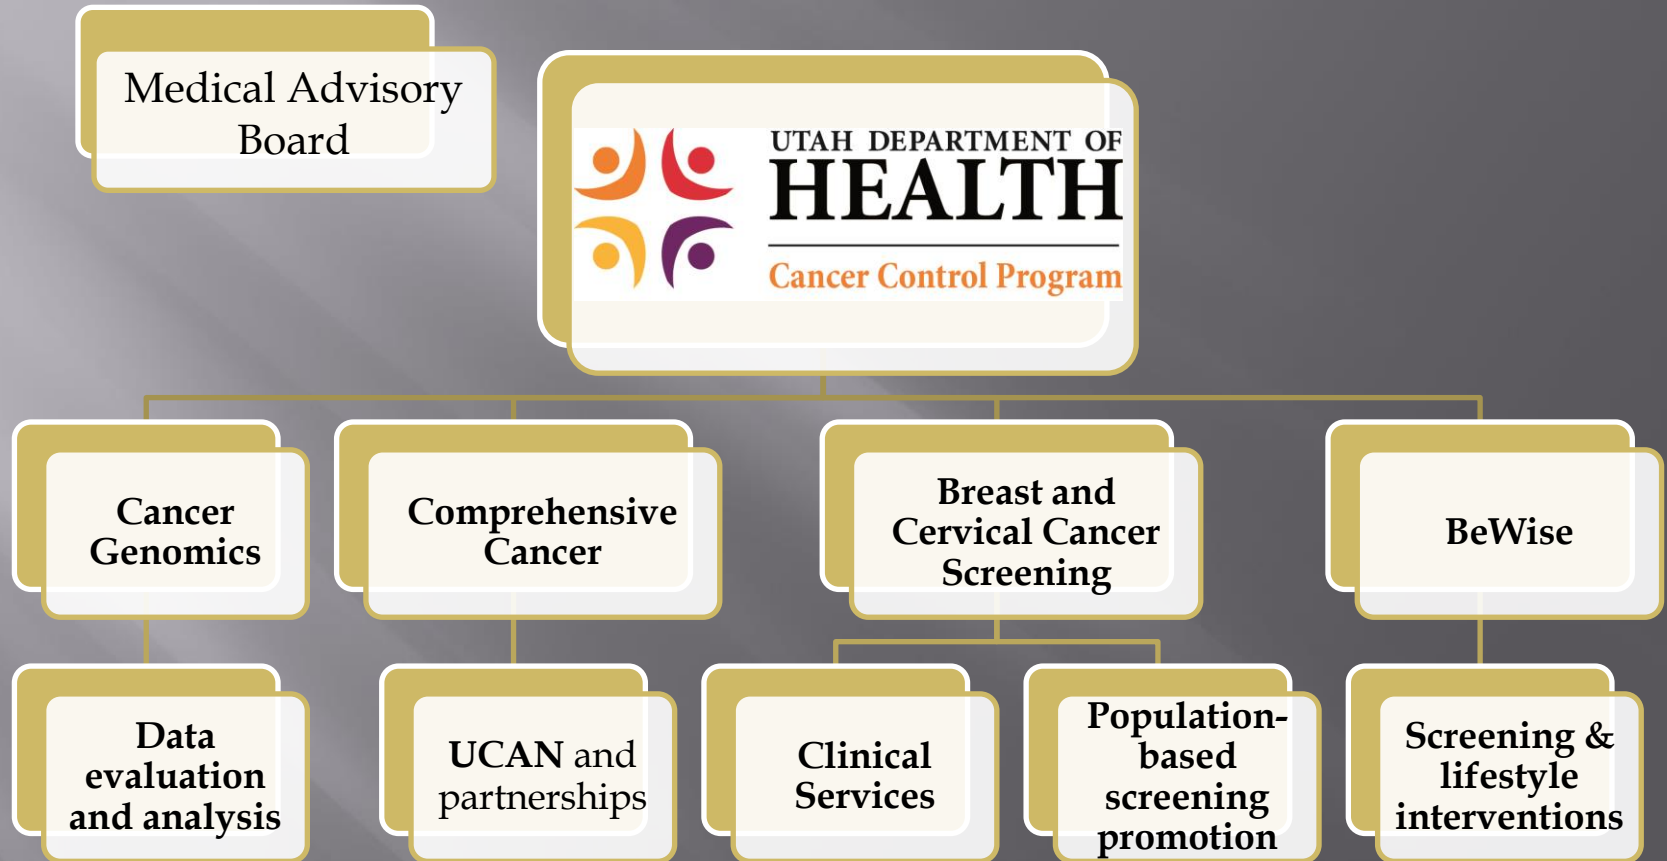 Medical Advisory
Board
UTAH DEPARTMENT OF
HEALTH
Cancer Control Program
Cancer
Genomics
Comprehensive
Cancer
Breast and
Cervical Cancer
Screening
BeWise
Data
evaluation
and analysis
UCAN and
partnerships
Clinical
Services
Population-
based
screening
promotion
Screening &
lifestyle
interventions